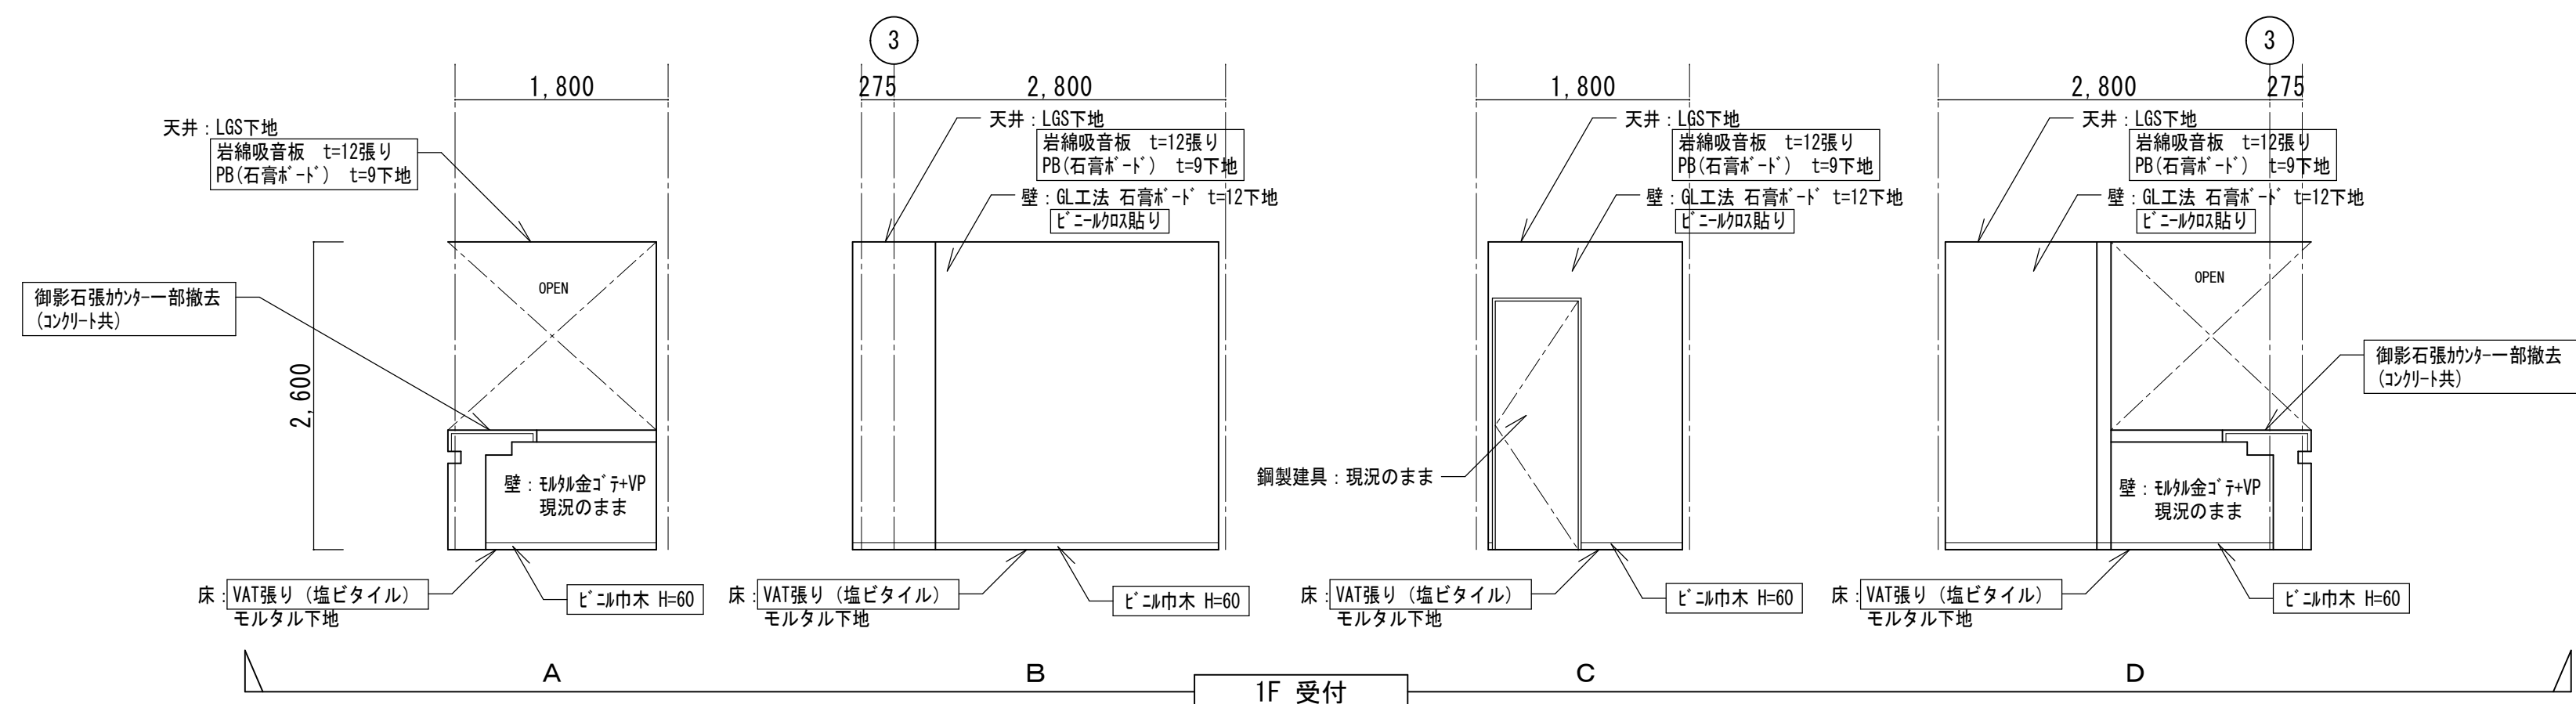 3
3
1,800
275
2,800
1,800
2,800
275
天井：LGS下地
岩綿吸音板　t=12張り
PB(石膏ﾎﾞｰﾄﾞ)　t=9下地
天井：LGS下地
岩綿吸音板　t=12張り
PB(石膏ﾎﾞｰﾄﾞ)　t=9下地
壁：GL工法 石膏ﾎﾞｰﾄﾞ t=12下地
ﾋﾞﾆｰﾙｸﾛｽ貼り
天井：LGS下地
岩綿吸音板　t=12張り
PB(石膏ﾎﾞｰﾄﾞ)　t=9下地
壁：GL工法 石膏ﾎﾞｰﾄﾞ t=12下地
ﾋﾞﾆｰﾙｸﾛｽ貼り
天井：LGS下地
岩綿吸音板　t=12張り
PB(石膏ﾎﾞｰﾄﾞ)　t=9下地
壁：GL工法 石膏ﾎﾞｰﾄﾞ t=12下地
ﾋﾞﾆｰﾙｸﾛｽ貼り
OPEN
御影石張ｶｳﾝﾀｰ一部撤去
(ｺﾝｸﾘｰﾄ共)
2,600
壁：ﾓﾙﾀﾙ金ｺﾞﾃ+VP
現況のまま
鋼製建具：現況のまま
OPEN
御影石張ｶｳﾝﾀｰ一部撤去
(ｺﾝｸﾘｰﾄ共)
壁：ﾓﾙﾀﾙ金ｺﾞﾃ+VP
現況のまま
床：VAT張り（塩ビタイル）
モルタル下地
ﾋﾞﾆﾙ巾木 H=60
床：VAT張り（塩ビタイル）
モルタル下地
ﾋﾞﾆﾙ巾木 H=60
床：VAT張り（塩ビタイル）
モルタル下地
ﾋﾞﾆﾙ巾木 H=60
床：VAT張り（塩ビタイル）
モルタル下地
ﾋﾞﾆﾙ巾木 H=60
A
B
C
D
1F 受付